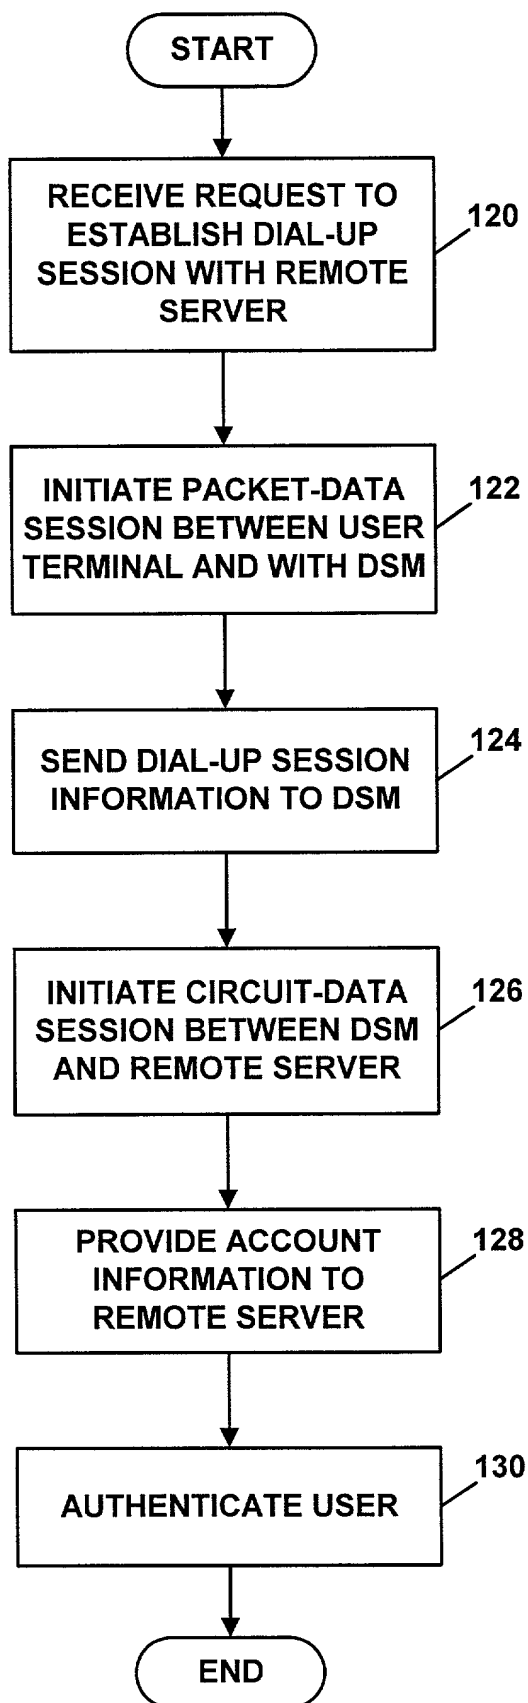 START
RECEIVE REQUEST TO
ESTABLISH DIAL-UP
SESSION WITH REMOTE
SERVER
120
INITIATE PACKET-DATA
SESSION BETWEEN USER
TERMINAL AND WITH DSM
122
SEND DIAL-UP SESSION
INFORMATION TO DSM
124
INITIATE CIRCUIT-DATA
SESSION BETWEEN DSM
AND REMOTE SERVER
126
PROVIDE ACCOUNT
INFORMATION TO
REMOTE SERVER
128
AUTHENTICATE USER
130
END